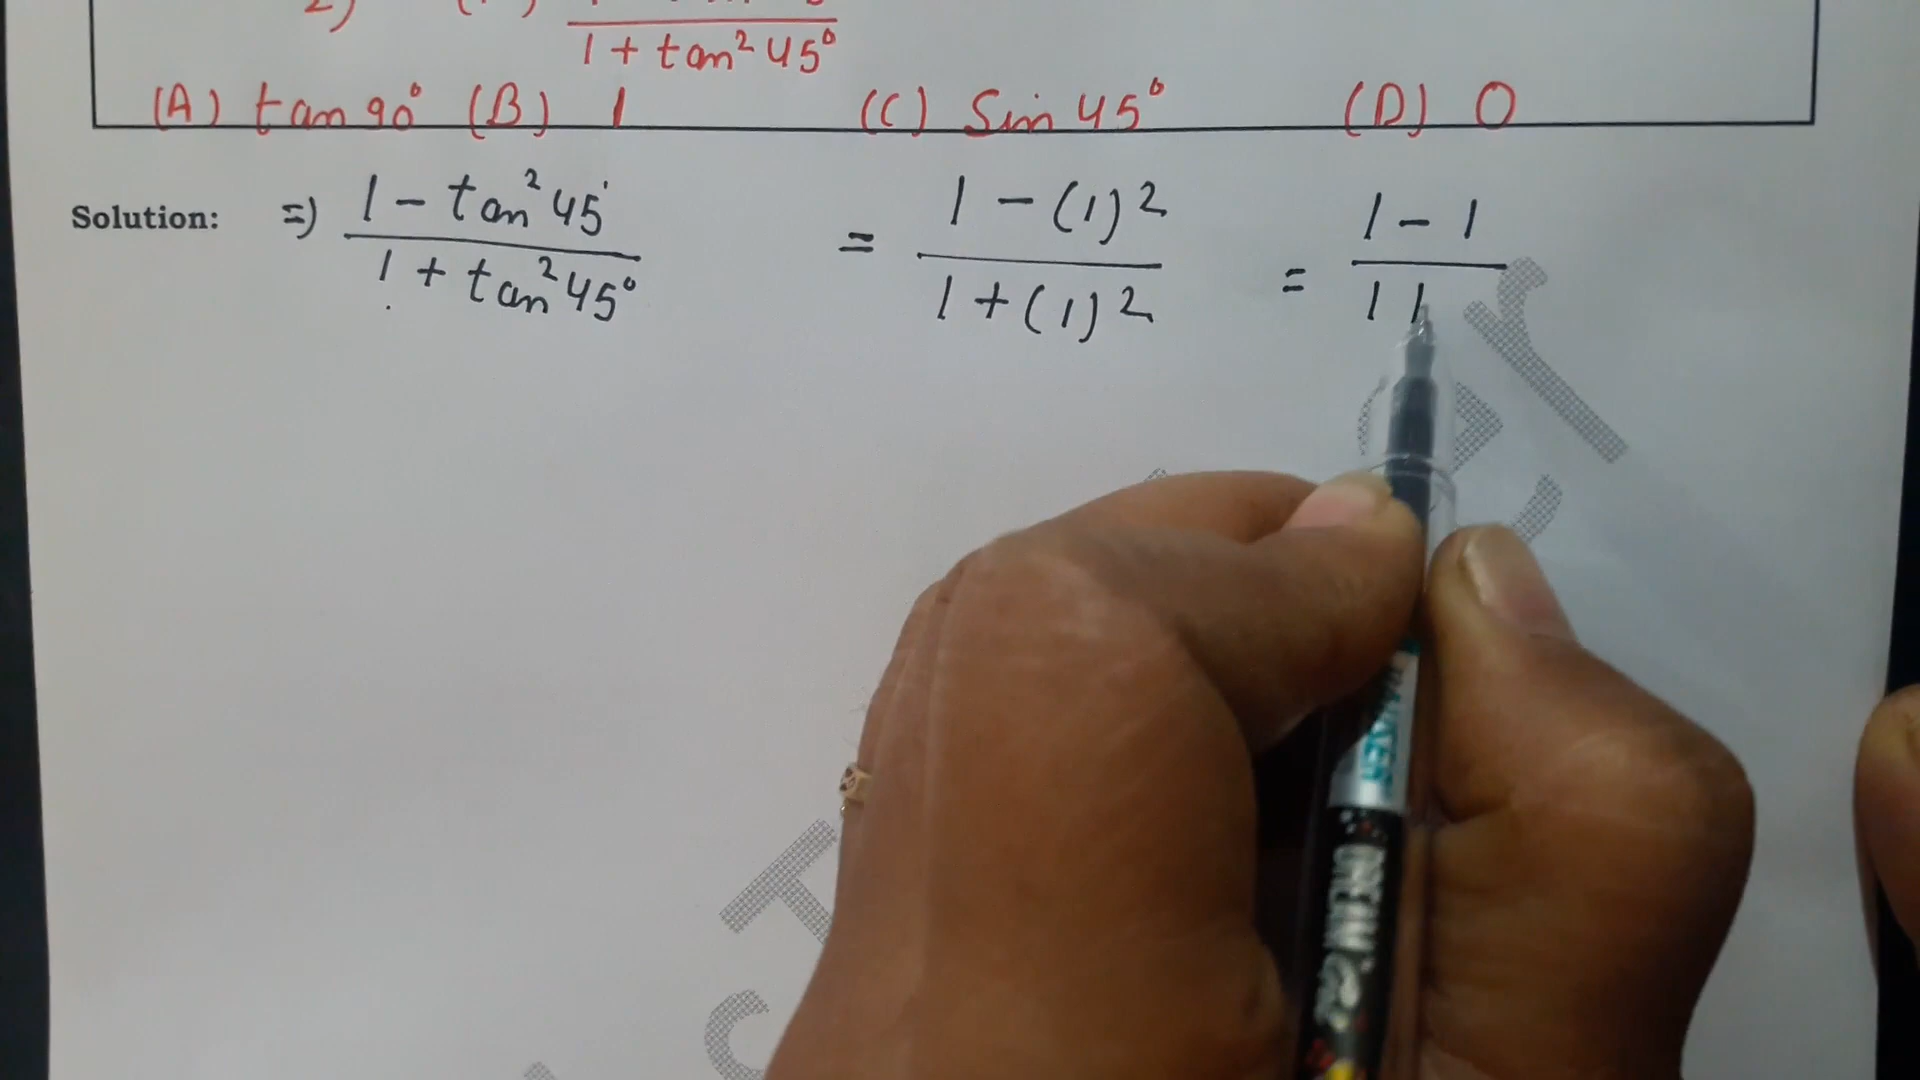 2)
1 + tan² 45°
(A) tan 90° (B) 1 (C) Sin 45° (D) 0
Solution: => 1 - tan² 45° = 1 - (1)² = 1 - 1
1 + tan² 45° 1 + (1)² 1 1